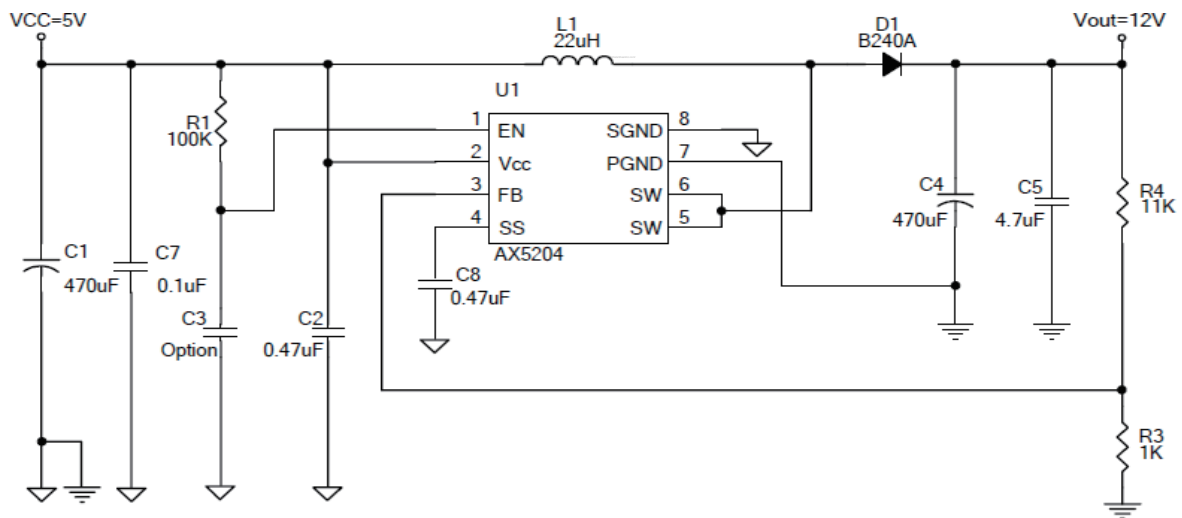 VCC=5V
L1
22uH
D1
B240A
Vout=12V
R1
100K
U1
1
EN
2
Vcc
3
FB
4
SS
SGND
8
PGND
7
SW
6
SW
5
AX5204
C1
470uF
C7
0.1uF
C3
Option
C2
0.47uF
C8
0.47uF
C4
470uF
C5
4.7uF
R4
11K
R3
1K